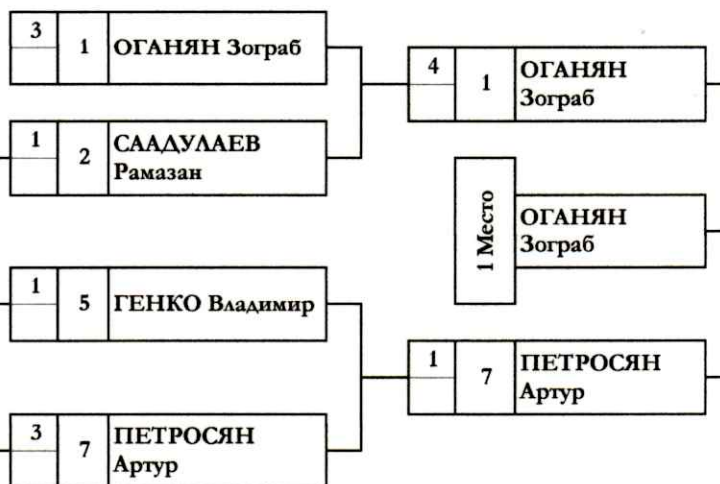 3
1
ОГАНЯН Зограб
1
2
СААДУЛАЕВ
Рамазан
1
5
ГЕНКО Владимир
3
7
ПЕТРОСЯН
Артур
4
1
ОГАНЯН
Зограб
1 Место
ОГАНЯН
Зограб
1
7
ПЕТРОСЯН
Артур